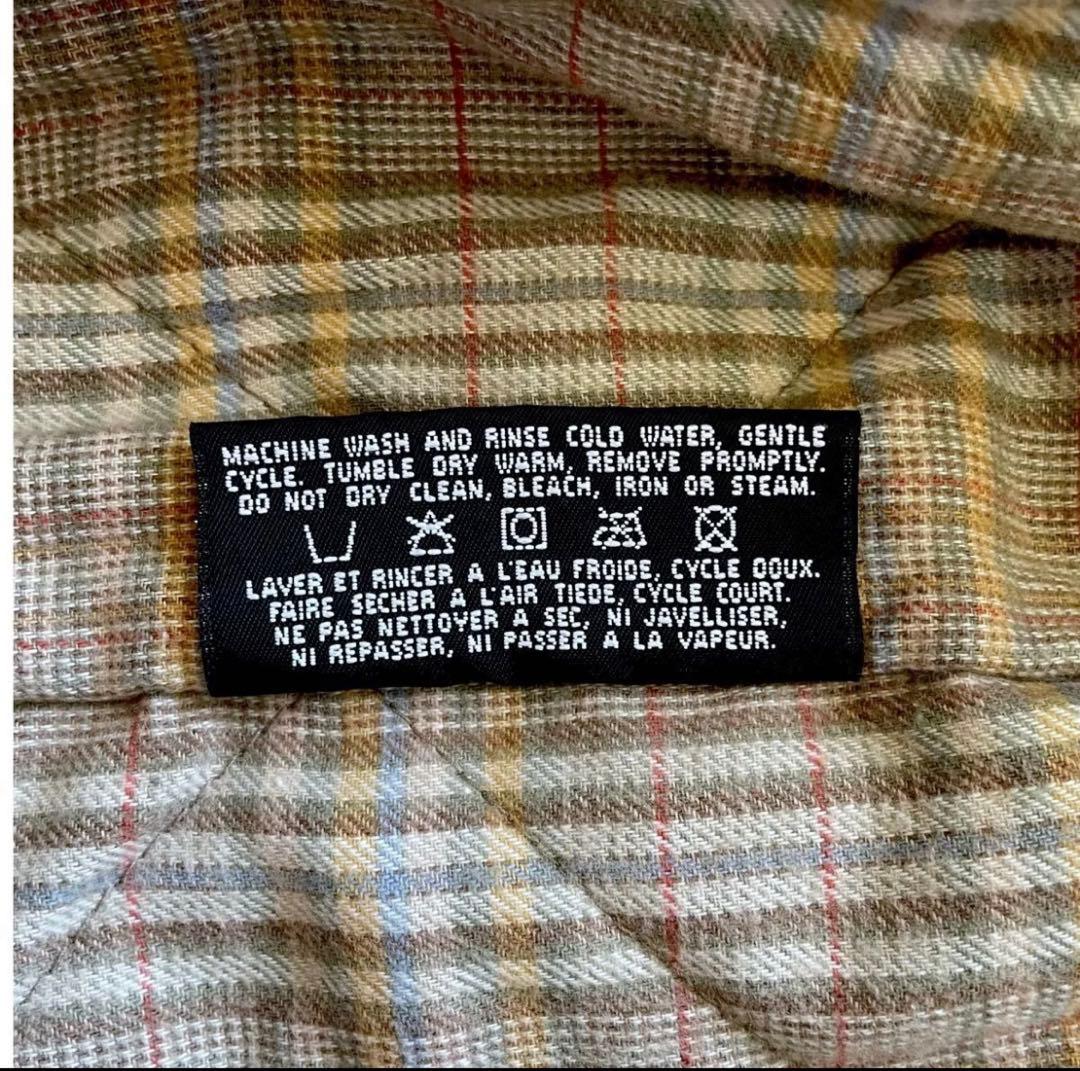 MACHINE WASH AND RINSE COLD WATER, GENTLE
CYCLE. TUMBLE DRY WARM, REMOVE PROMPTLY.
DO NOT DRY CLEAN, BLEACH, IRON OR STEAM.
LAVER ET RINCER A L'EAU FROIDE, CYCLE DOUX.
FAIRE SECHER A L'AIR TIEDE, CYCLE COURT.
NE PAS NETTOYER A SEC, NI JAVELLISER,
NI REPASSER, NI PASSER A LA VAPEUR.